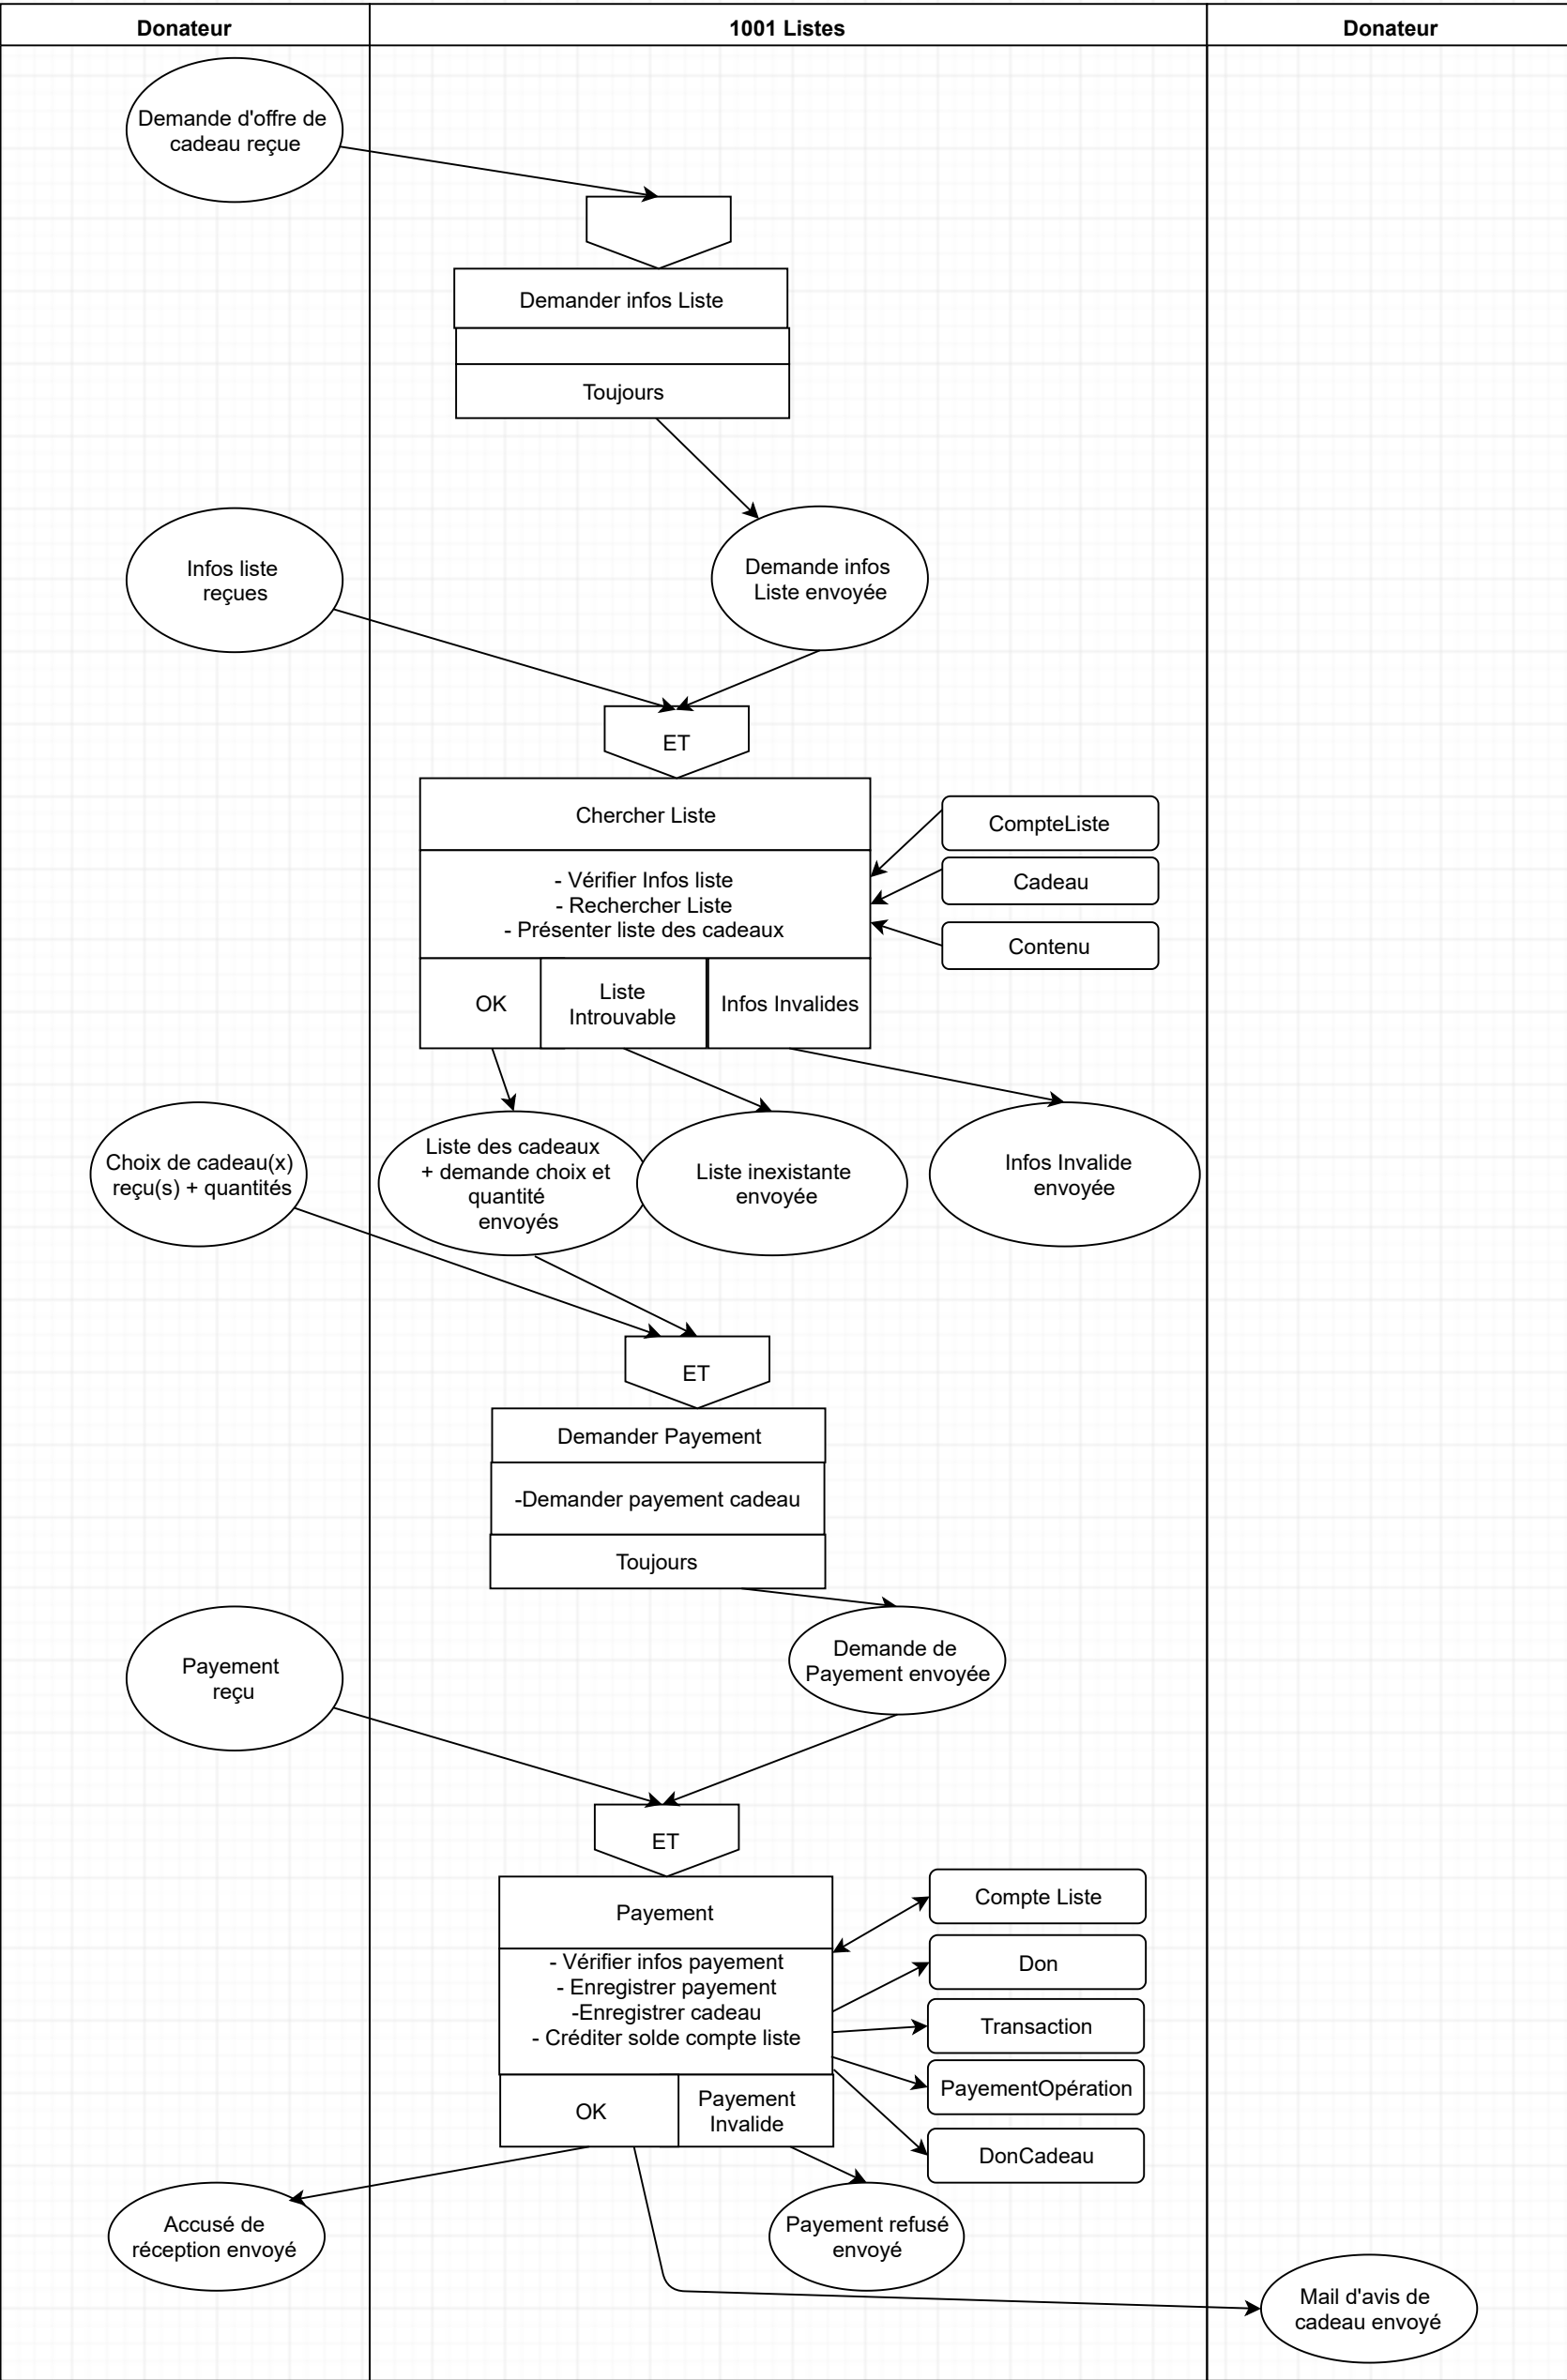 Donateur
1001 Listes
Donateur
Demande d'offre de
cadeau reçue
Demander infos Liste
Toujours
Infos liste
reçues
Demande infos
Liste envoyée
ET
Chercher Liste
CompteListe
- Vérifier Infos liste
- Rechercher Liste
- Présenter liste des cadeaux
Cadeau
Contenu
OK
Liste
Introuvable
Infos Invalides
Choix de cadeau(x)
reçu(s) + quantités
Liste des cadeaux
+ demande choix et
quantité
envoyés
Liste inexistante
envoyée
Infos Invalide
envoyée
ET
Demander Payement
-Demander payement cadeau
Toujours
Payement
reçu
Demande de
Payement envoyée
ET
Payement
Compte Liste
- Vérifier infos payement
- Enregistrer payement
-Enregistrer cadeau
- Créditer solde compte liste
Don
Transaction
PayementOpération
DonCadeau
OK
Payement
Invalide
Accusé de
réception envoyé
Payement refusé
envoyé
Mail d'avis de
cadeau envoyé